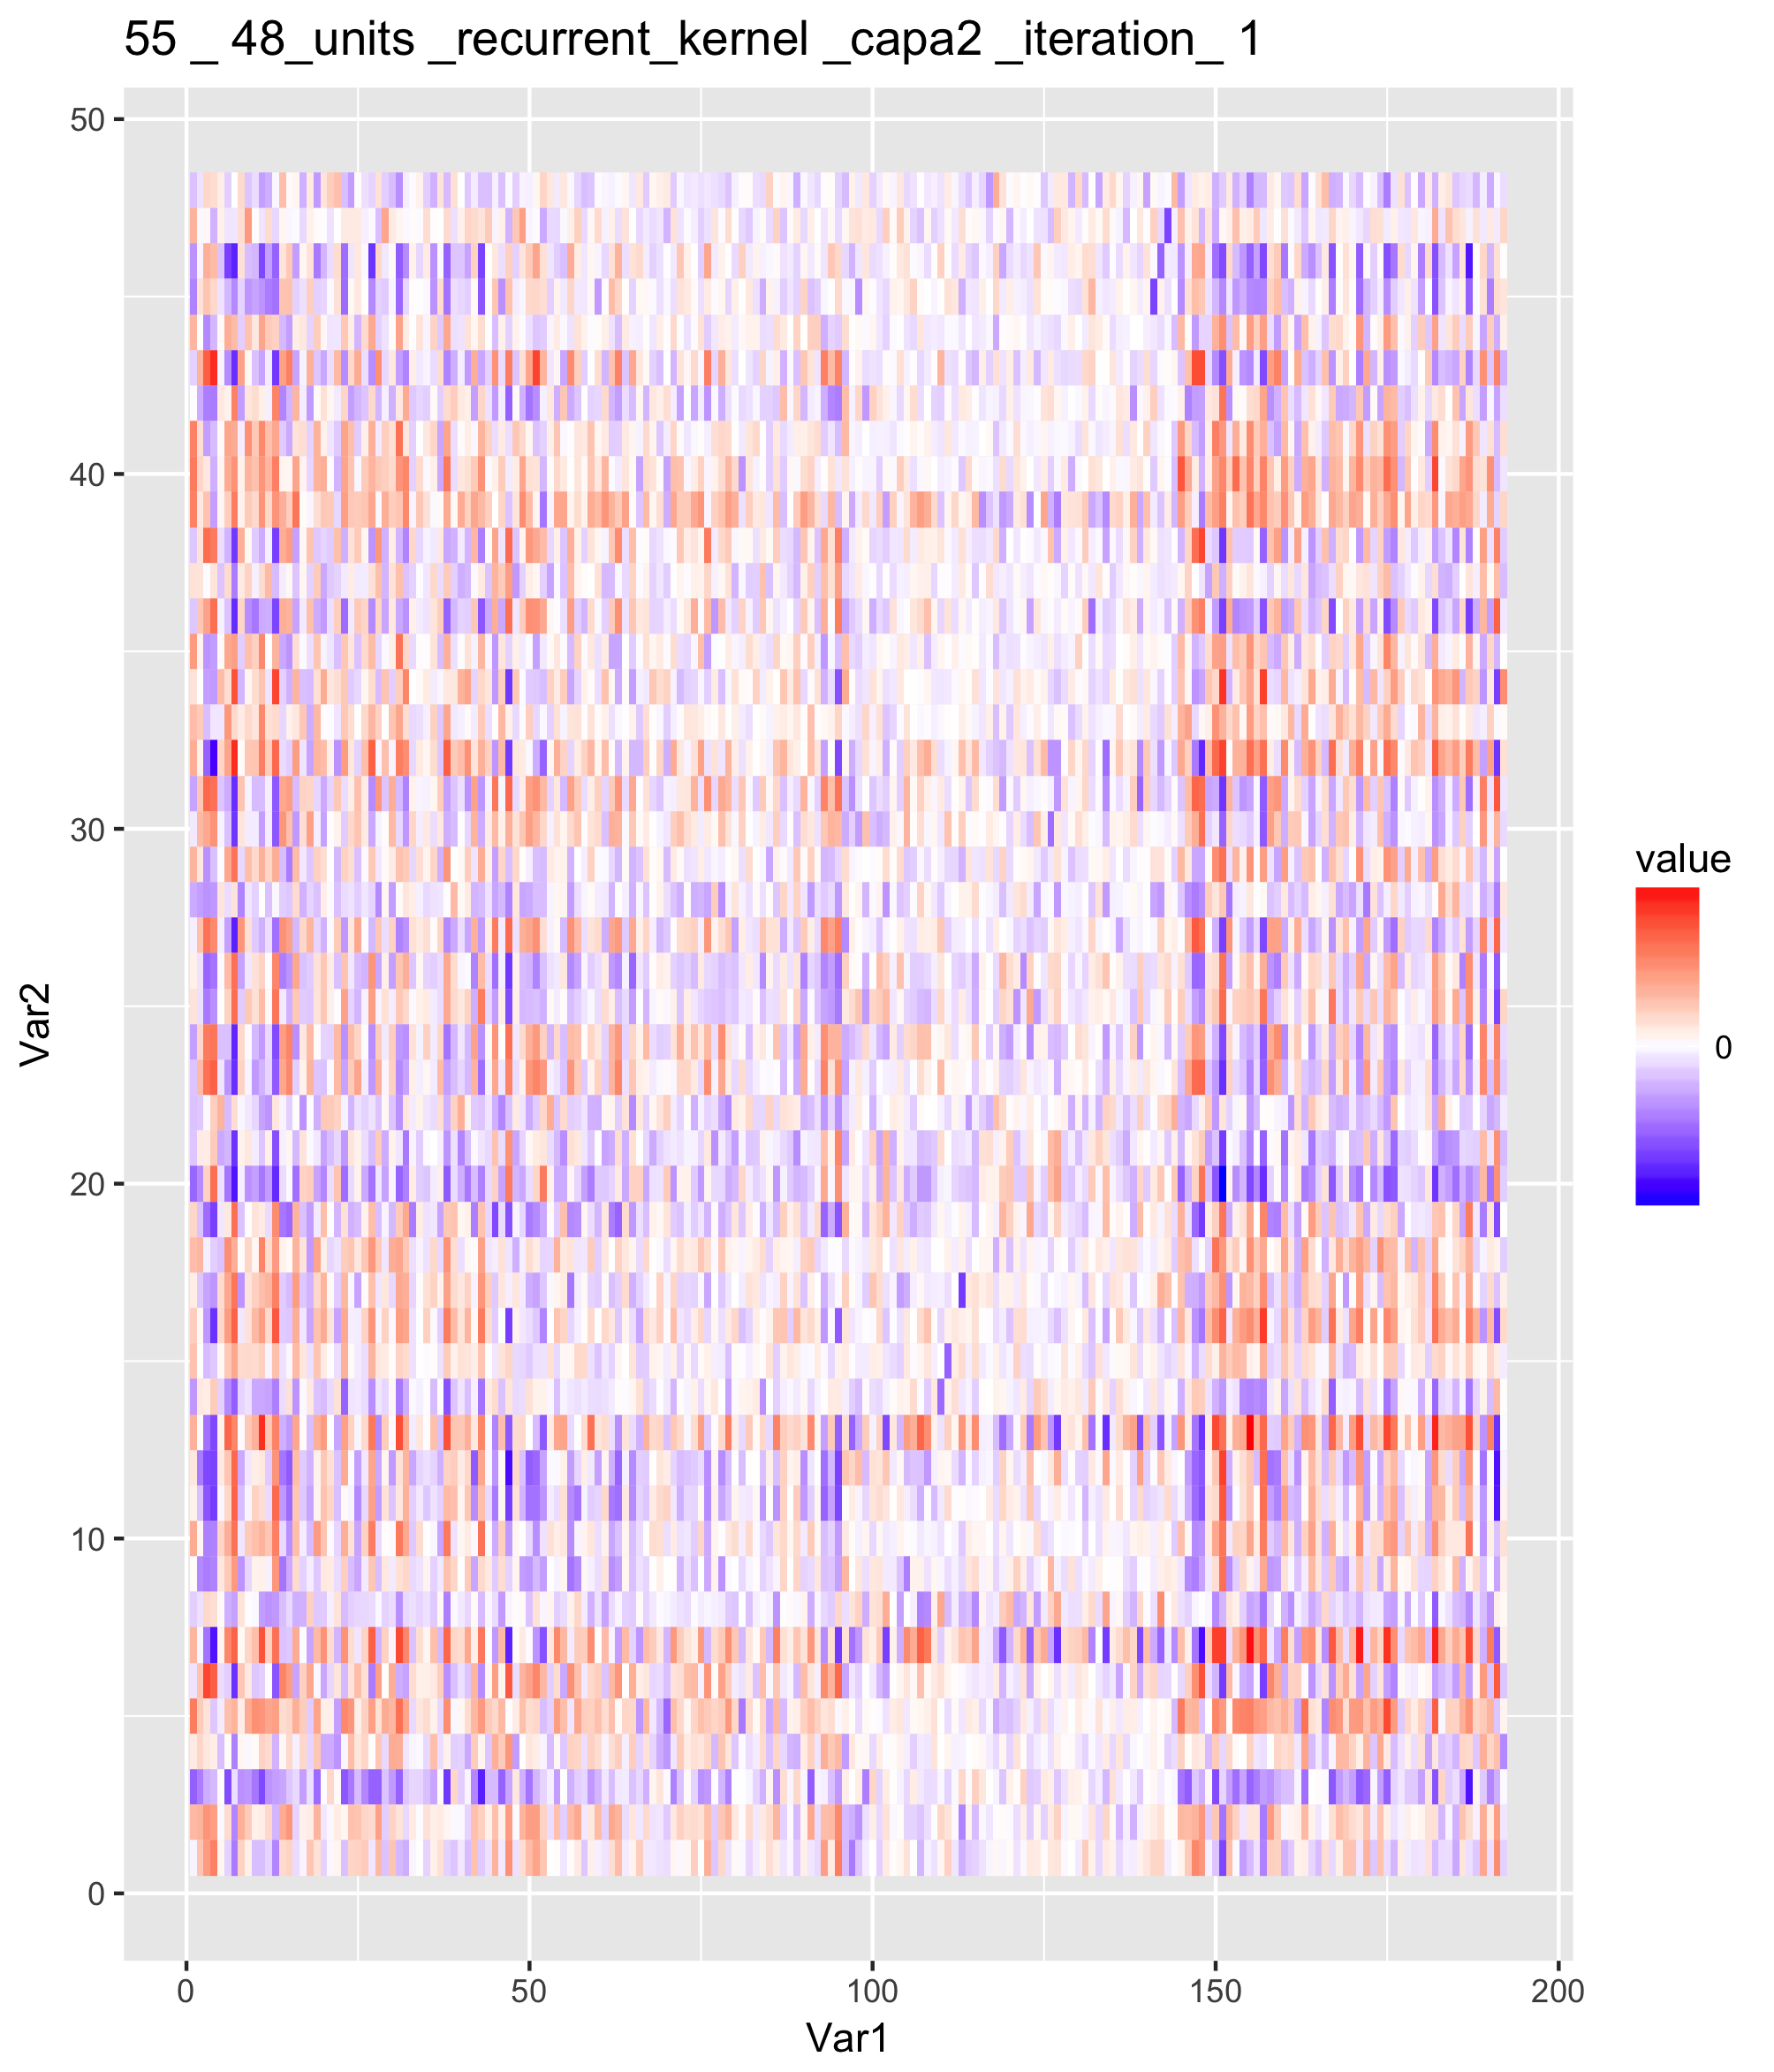 55 _ 48_units _recurrent_kernel _capa2 _iteration_ 1
50
40
30
20
10
0
Var2
0 50 100 150 200
Var1
value
0